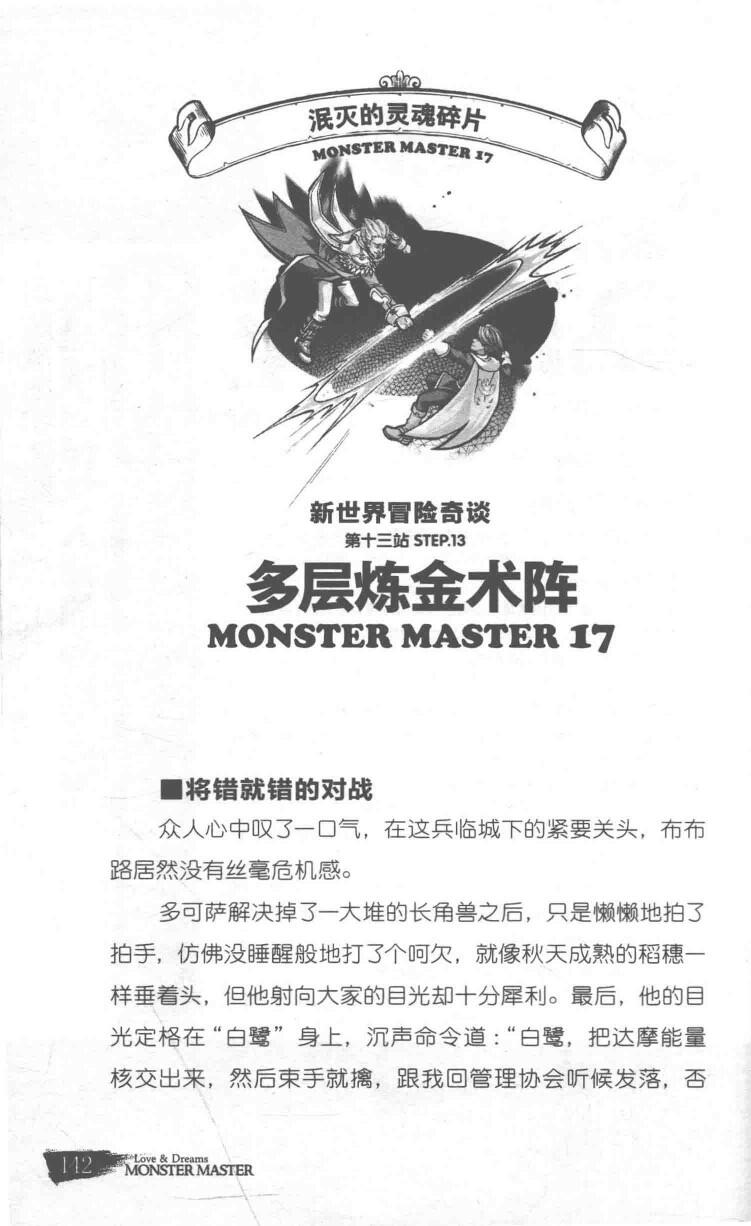 泯灭的灵魂碎片
MONSTER MASTER 17
新世界冒险奇谈
第十三站 STEP.13
多层炼金术阵
MONSTER MASTER 17
■将错就错的对战
众人心中叹了一口气，在这兵临城下的紧要关头，布布
路居然没有丝毫危机感。
多可萨解决掉了一大堆的长角兽之后，只是懒懒地拍了
拍手，仿佛没睡醒般地打了个呵欠，就像秋天成熟的稻穗一
样垂着头，但他射向大家的目光却十分犀利。最后，他的目
光定格在“白鹭”身上，沉声命令道：“白鹭，把达摩能量
核交出来，然后束手就擒，跟我回管理协会听候发落，否
142
Love & Dreams
MONSTER MASTER